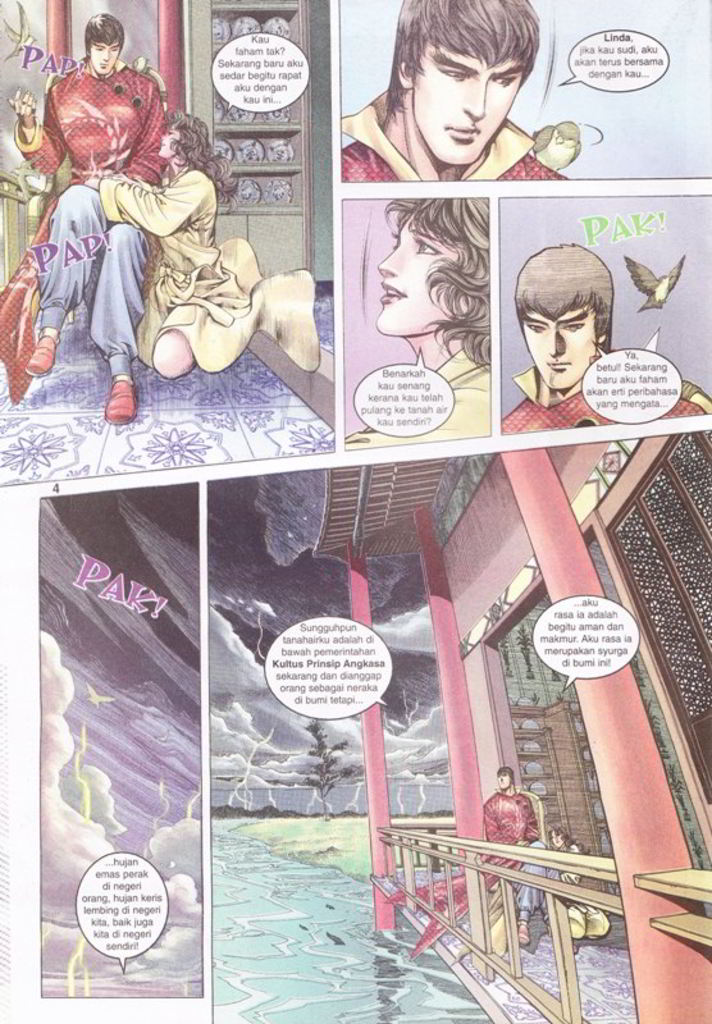 PAP!
Kau
faham tak?
Sekarang baru aku
sedar begitu rapat
aku dengan
kau ini...
PAP!
Linda,
jika kau sudi, aku
akan terus bersama
dengan kau...
Benarkah
kau senang
kerana kau telah
pulang ke tanah air
kau sendiri?
PAK!
Ya,
betul! Sekarang
baru aku faham
akan erti peribahasa
yang mengata...
4
PAK!
...hujan
emas perak
di negeri
orang, hujan keris
lembing di negeri
kita, baik juga
kita di negeri
sendiri!
Sungguhpun
tanahairku adalah di
bawah pemerintahan
Kultus Prinsip Angkasa
sekarang dan dianggap
orang sebagai neraka
di bumi tetapi...
...aku
rasa ia adalah
begitu aman dan
makmur. Aku rasa ia
merupakan syurga
di bumi ini!